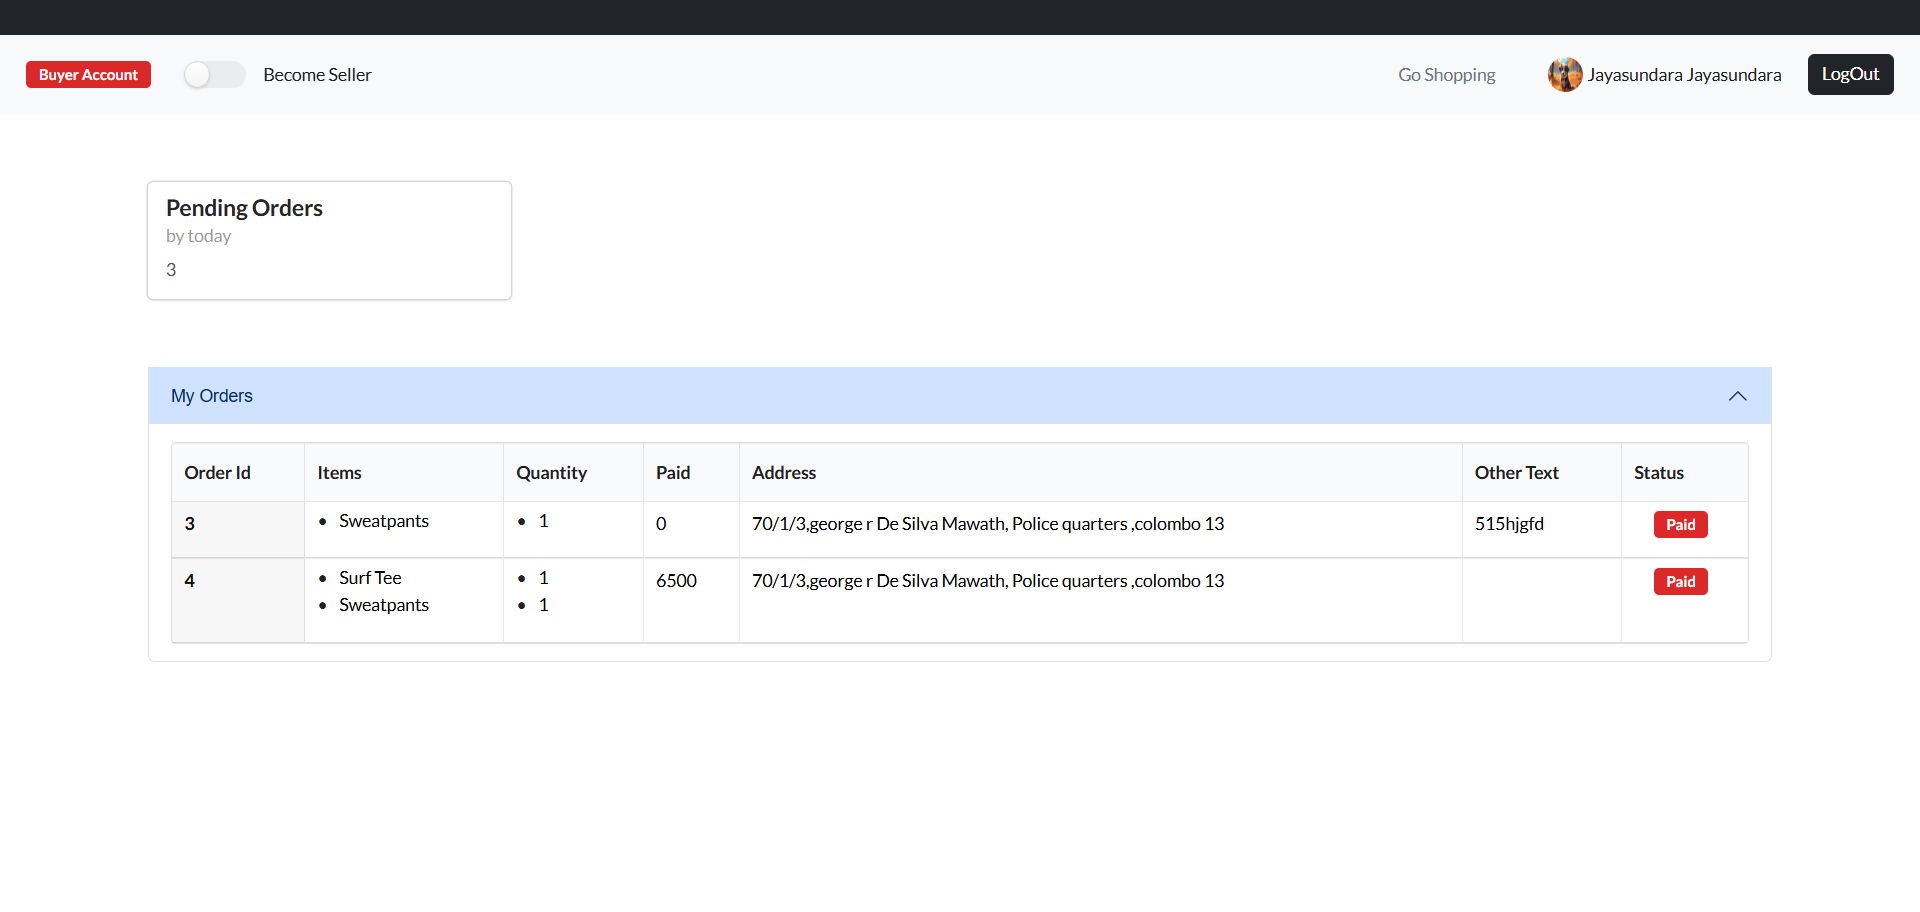 Buyer Account Become Seller Go Shopping Jayasundara Jayasundara LogOut
Pending Orders
by today
3
My Orders
Order Id Items Quantity Paid Address Other Text Status
3 • Sweatpants • 1 0 70/1/3,george r De Silva Mawath, Police quarters ,colombo 13 515hjgfd Paid
4 • Surf Tee • 1 6500 70/1/3,george r De Silva Mawath, Police quarters ,colombo 13 Paid
• Sweatpants • 1